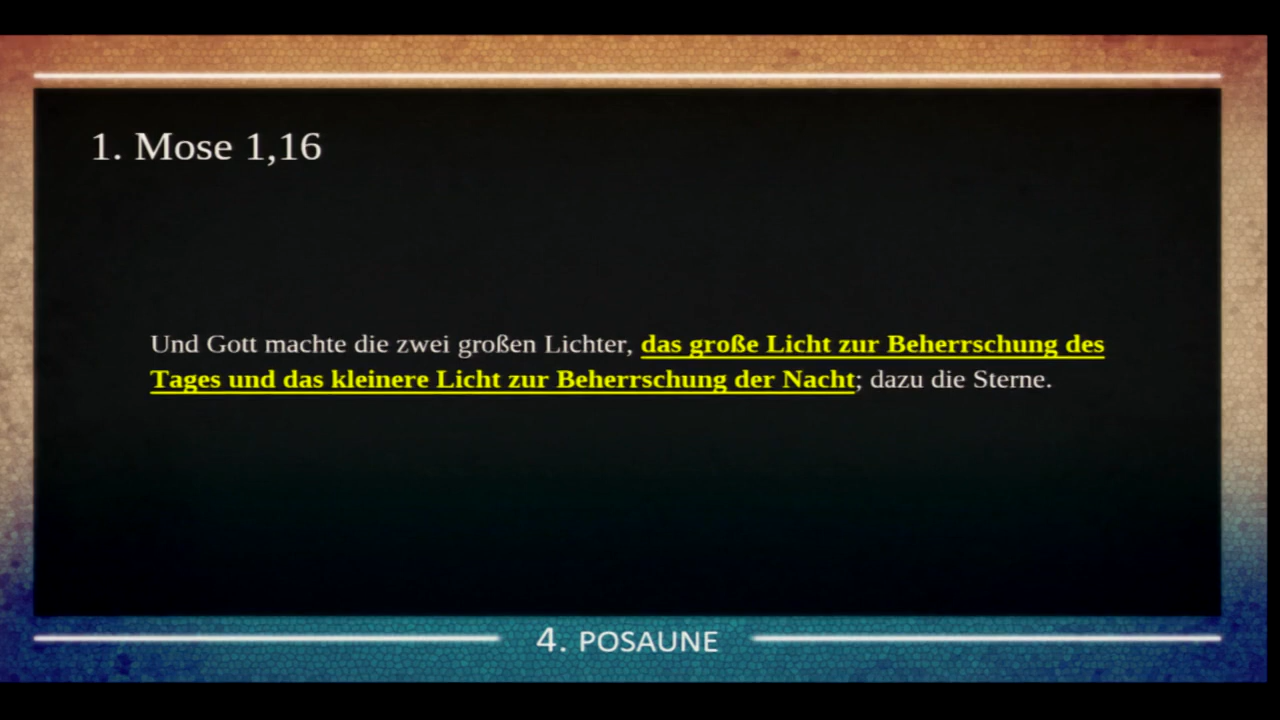 1. Mose 1,16
Und Gott machte die zwei großen Lichter, das große Licht zur Beherrschung des
Tages und das kleinere Licht zur Beherrschung der Nacht; dazu die Sterne.
4. POSAUNE